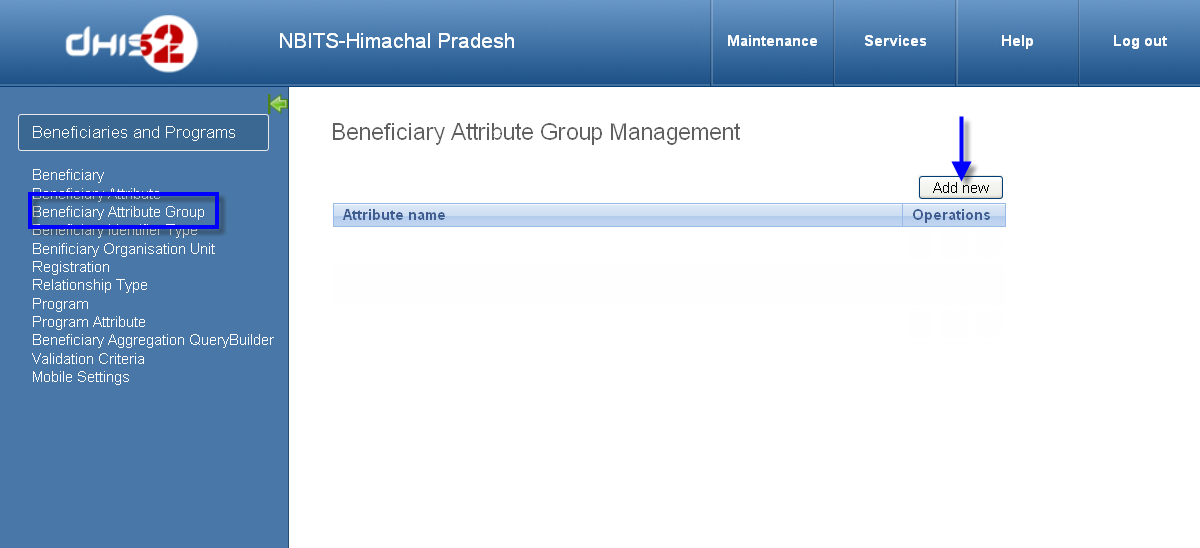 dHIS2
NBITS-Himachal Pradesh
Maintenance
Services
Help
Log out
Beneficiaries and Programs
Beneficiary
Beneficiary Attribute
Beneficiary Attribute Group
Beneficiary Identifier Type
Benificiary Organisation Unit
Registration
Relationship Type
Program
Program Attribute
Beneficiary Aggregation QueryBuilder
Validation Criteria
Mobile Settings
Beneficiary Attribute Group Management
Add new
Attribute name
Operations